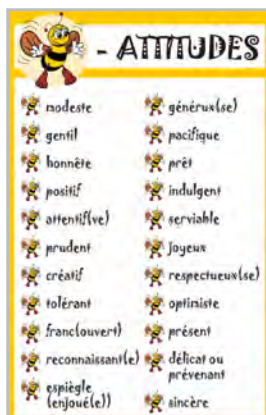 - ATTITUDES
modeste
gentil
honnête
positif
attentif(ve)
prudent
créatif
tolérant
franc(ouvert)
reconnaissant(e)
espiègle
(enjoué(e))
générux(se)
pacifique
prêt
indulgent
serviable
joyeux
respectueux(se)
optimiste
présent
délicat ou
prévenant
sincère